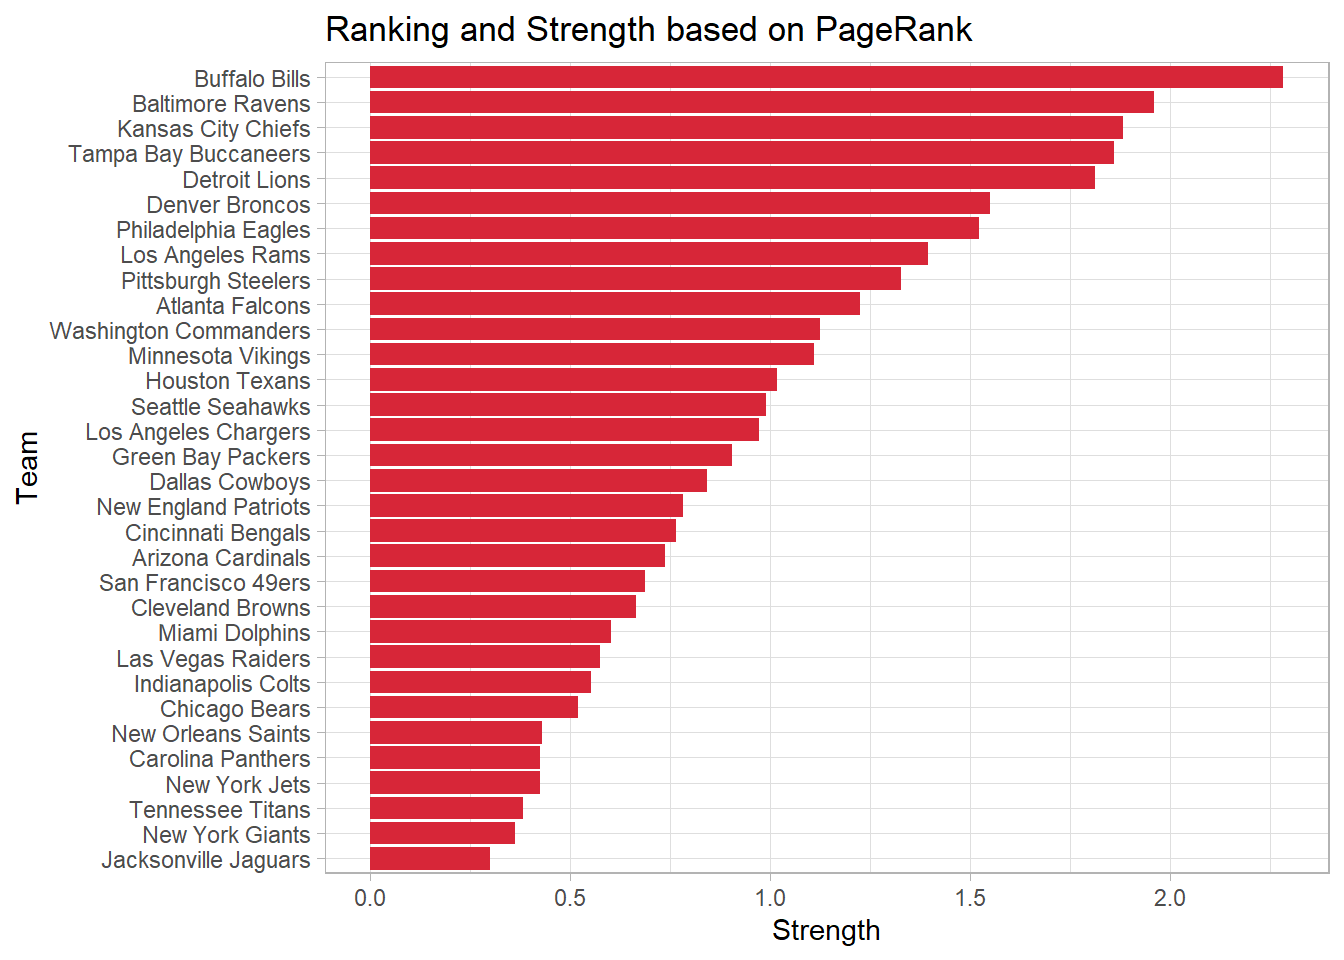 Ranking and Strength based on PageRank
Buffalo Bills
Baltimore Ravens
Kansas City Chiefs
Tampa Bay Buccaneers
Detroit Lions
Denver Broncos
Philadelphia Eagles
Los Angeles Rams
Pittsburgh Steelers
Atlanta Falcons
Washington Commanders
Minnesota Vikings
Houston Texans
Seattle Seahawks
Los Angeles Chargers
Green Bay Packers
Dallas Cowboys
New England Patriots
Cincinnati Bengals
Arizona Cardinals
San Francisco 49ers
Cleveland Browns
Miami Dolphins
Las Vegas Raiders
Indianapolis Colts
Chicago Bears
New Orleans Saints
Carolina Panthers
New York Jets
Tennessee Titans
New York Giants
Jacksonville Jaguars
Team
0.0 0.5 1.0 1.5 2.0
Strength